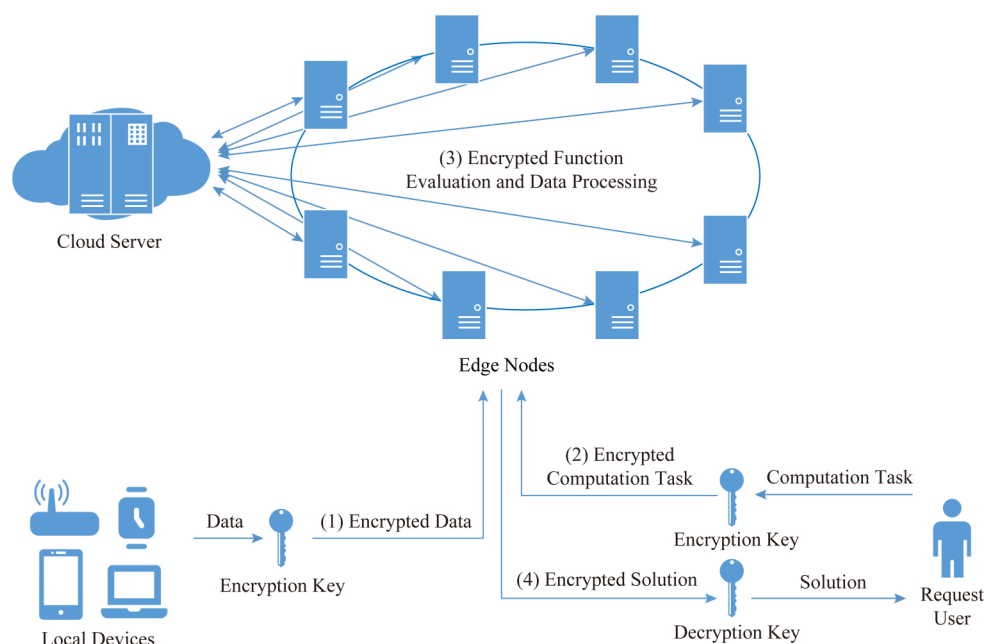 (3) Encrypted Function
Evaluation and Data Processing
Cloud Server
Edge Nodes
(2) Encrypted
Computation Task
Computation Task
Data
(1) Encrypted Data
Encryption Key
Encryption Key
(4) Encrypted Solution
Solution
Request
User
Decryption Key
Local Devices